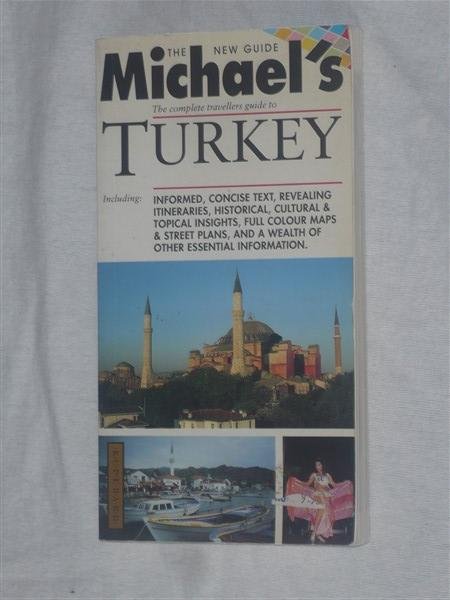 THE NEW GUIDE
Michael's
The complete travellers guide to
TURKEY
Including:
INFORMED, CONCISE TEXT, REVEALING
ITINERARIES, HISTORICAL, CULTURAL &
TOPICAL INSIGHTS, FULL COLOUR MAPS
& STREET PLANS, AND A WEALTH OF
OTHER ESSENTIAL INFORMATION.